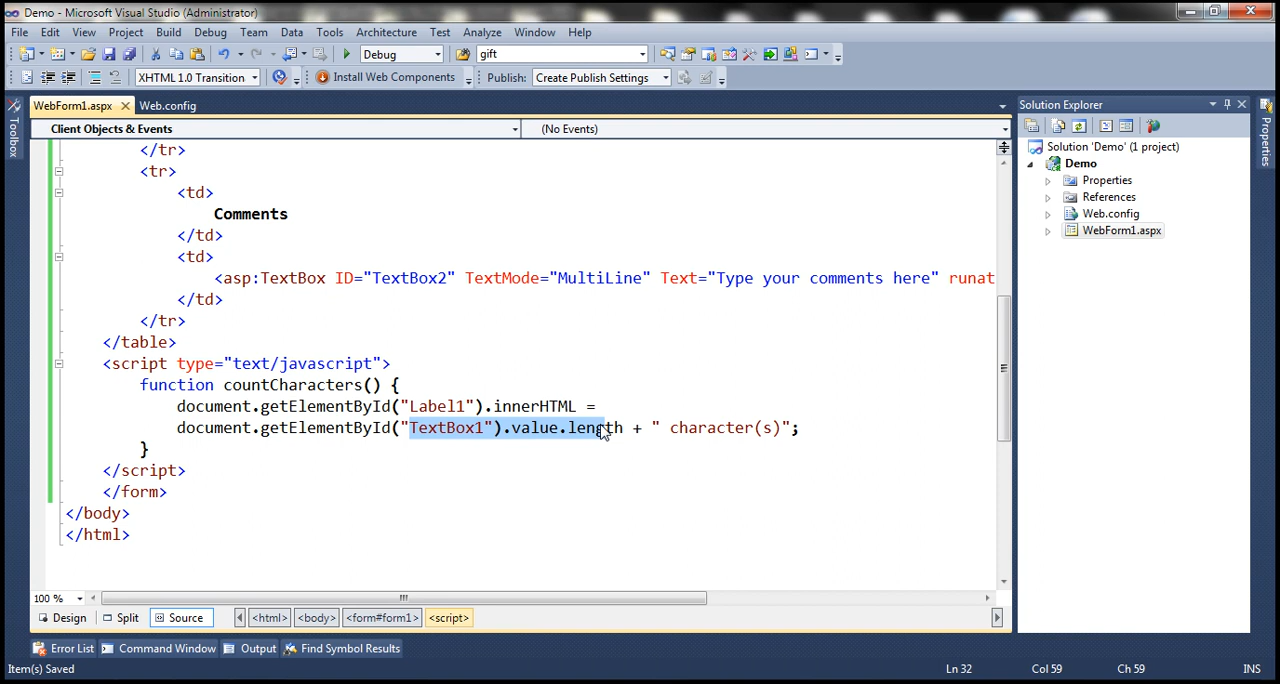 Demo - Microsoft Visual Studio (Administrator)
File Edit View Project Build Debug Team Data Tools Architecture Test Analyze Window Help
Debug gift
XHTML 1.0 Transition Install Web Components Publish: Create Publish Settings
WebForm1.aspx Web.config
Client Objects & Events (No Events)
</tr>
<tr>
<td>
Comments
</td>
<td>
<asp:TextBox ID="TextBox2" TextMode="MultiLine" Text="Type your comments here" runat
</td>
</tr>
</table>
<script type="text/javascript">
function countCharacters() {
document.getElementById("Label1").innerHTML =
document.getElementById("TextBox1").value.length + " character(s)";
}
</script>
</form>
</body>
</html>
100 %
Design Split Source <html> <body> <form#form1> <script>
Error List Command Window Output Find Symbol Results
Item(s) Saved Ln 32 Col 59 Ch 59 INS
Toolbox
Solution Explorer
Solution 'Demo' (1 project)
Demo
Properties
References
Web.config
WebForm1.aspx
Properties